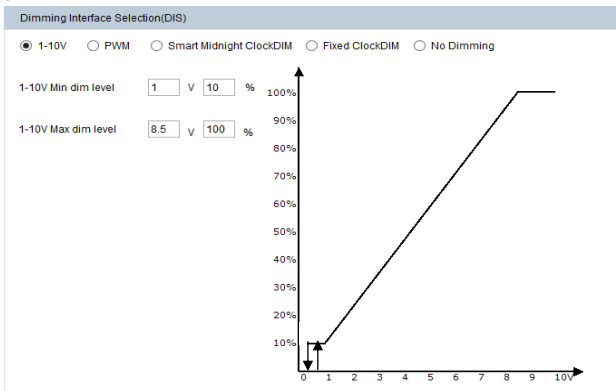 Dimming Interface Selection(DIS)
1-10V PWM Smart Midnight ClockDIM Fixed ClockDIM No Dimming
1-10V Min dim level 1 V 10 %
1-10V Max dim level 8.5 V 100 %
100%
90%
80%
70%
60%
50%
40%
30%
20%
10%
0 1 2 3 4 5 6 7 8 9 10V